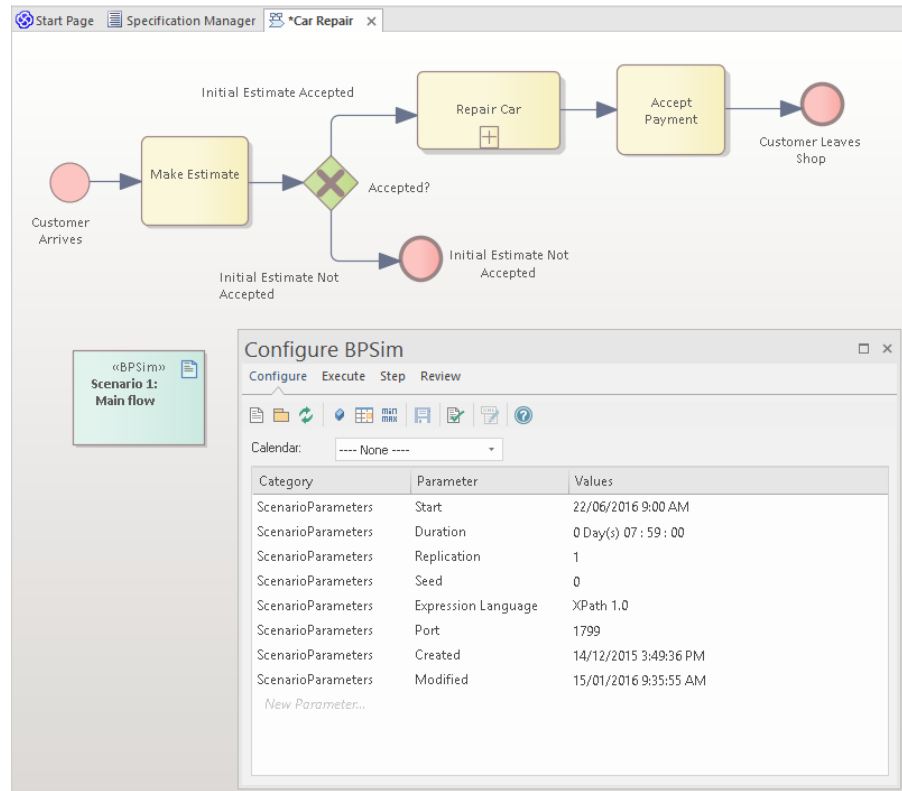 Start Page Specification Manager *Car Repair ×
Initial Estimate Accepted
Repair Car
Accept
Payment
Customer Leaves
Shop
Make Estimate
Accepted?
Customer
Arrives
Initial Estimate Not
Accepted
Initial Estimate Not
Accepted
«BPSim»
Scenario 1:
Main flow
Configure BPSim
Configure Execute Step Review
min
max
Calendar: ---- None ----
Category Parameter Values
ScenarioParameters Start 22/06/2016 9:00 AM
ScenarioParameters Duration 0 Day(s) 07 : 59 : 00
ScenarioParameters Replication 1
ScenarioParameters Seed 0
ScenarioParameters Expression Language XPath 1.0
ScenarioParameters Port 1799
ScenarioParameters Created 14/12/2015 3:49:36 PM
ScenarioParameters Modified 15/01/2016 9:35:55 AM
New Parameter...